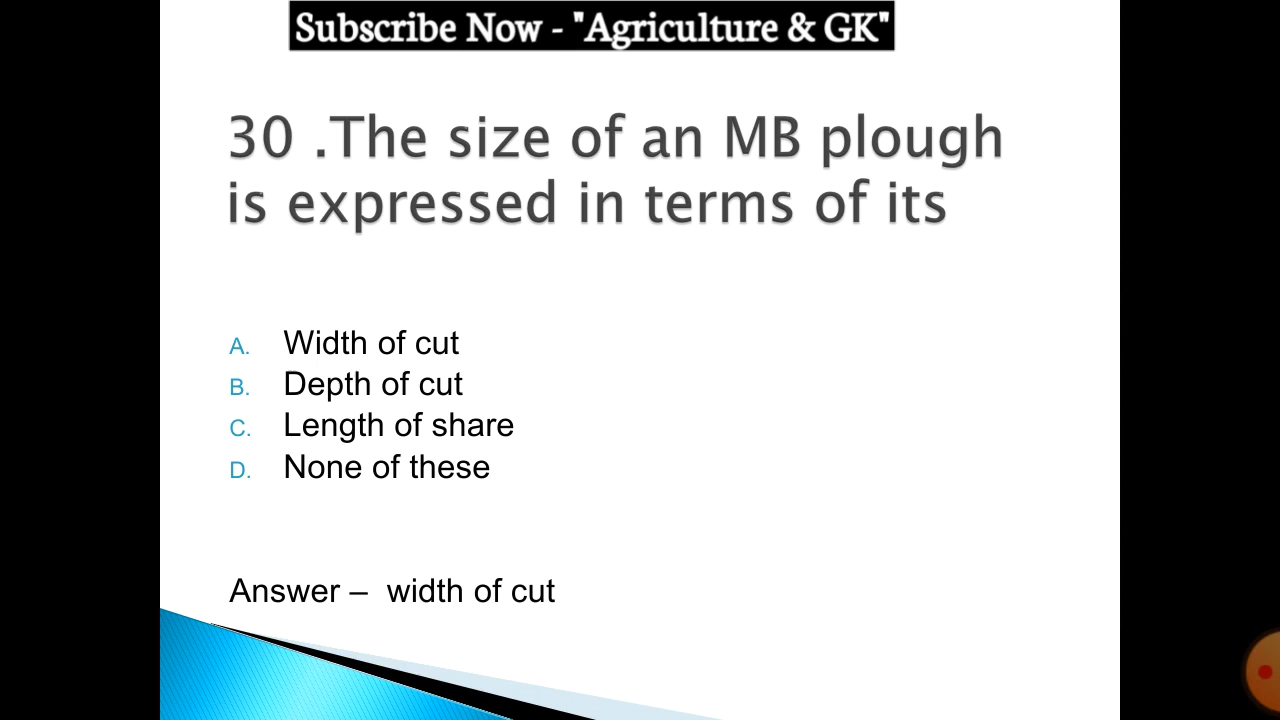 Subscribe Now - "Agriculture & GK"
30 .The size of an MB plough
is expressed in terms of its
A. Width of cut
B. Depth of cut
C. Length of share
D. None of these
Answer – width of cut